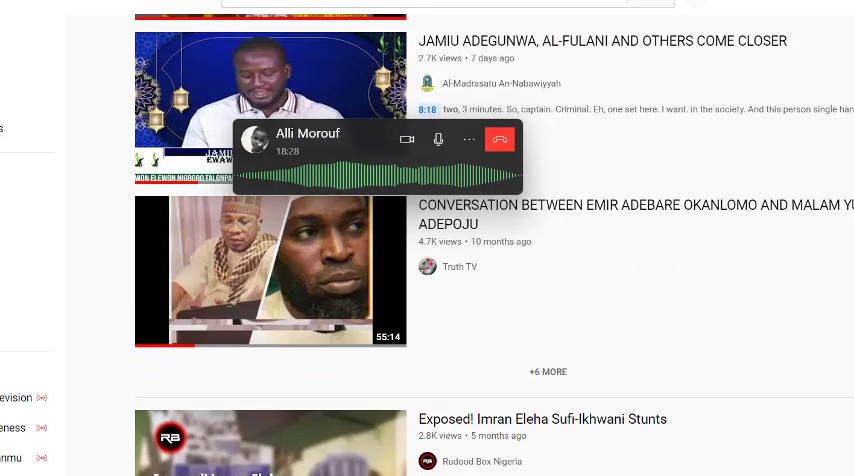 JAMIU ADEGUNWA, AL-FULANI AND OTHERS COME CLOSER
2.7K views • 7 days ago
Al-Madrasatu An-Nabawiyyah
8:18 two, 3 minutes. So, captain. Criminal. Eh, one set here. I want. in the society. And this person single han
Alli Morouf
18:28
CONVERSATION BETWEEN EMIR ADEBARE OKANLOMO AND MALAM YU
ADEPOJU
4.7K views • 10 months ago
Truth TV
55:14
+6 MORE
levision
eness
anmu
Exposed! Imran Eleha Sufi-Ikhwani Stunts
2.8K views • 5 months ago
RB
Rudood Box Nigeria